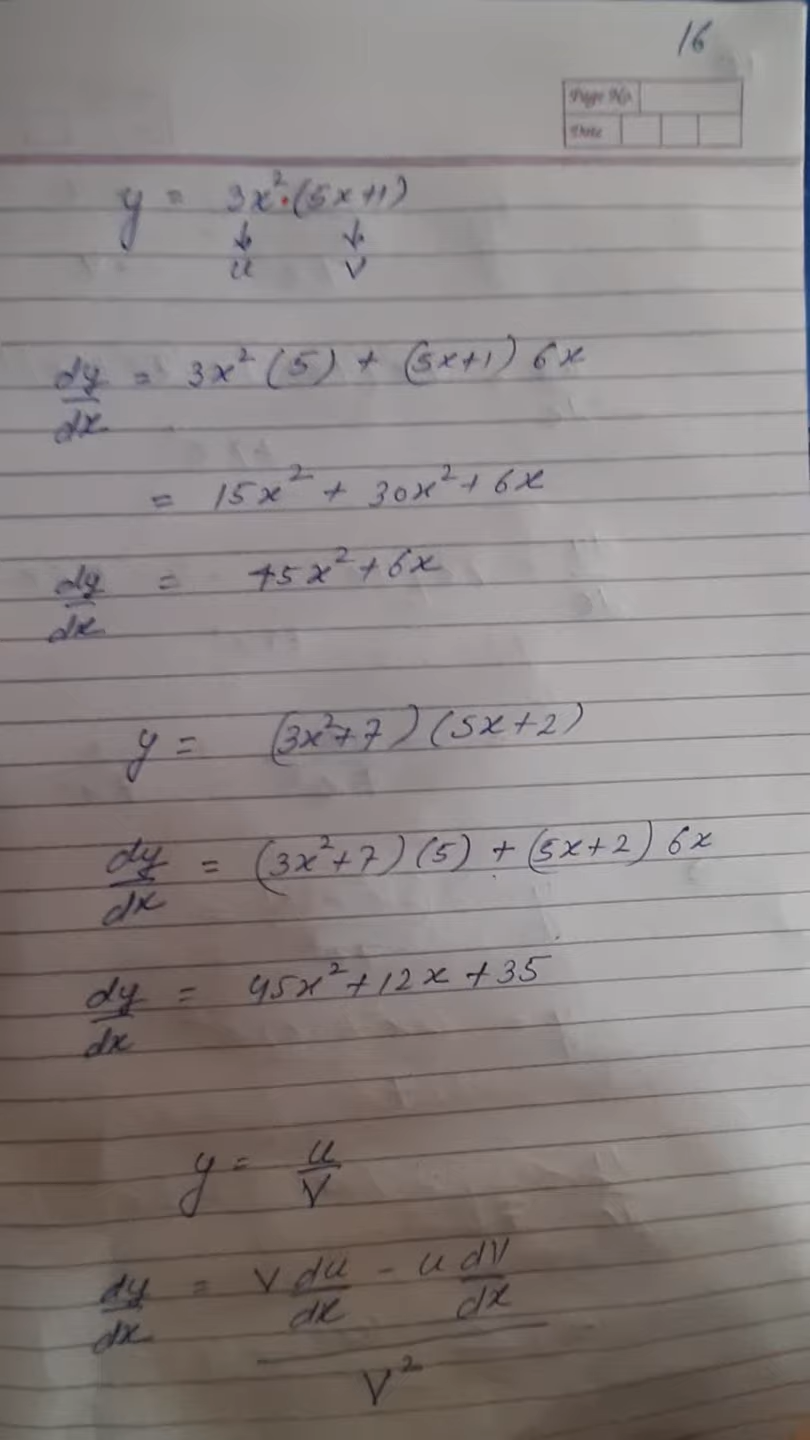 16
Page No.
Date
y = 3x²·(5x+1)
↓ ↓
u v
dy/dx = 3x²(5) + (5x+1) 6x
= 15x² + 30x² + 6x
dy/dx = 45x² + 6x
y = (3x²+7)(5x+2)
dy/dx = (3x²+7)(5) + (5x+2) 6x
dy/dx = 45x² + 12x + 35
y = u/v
dy/dx = (v du/dx - u dv/dx)/v²